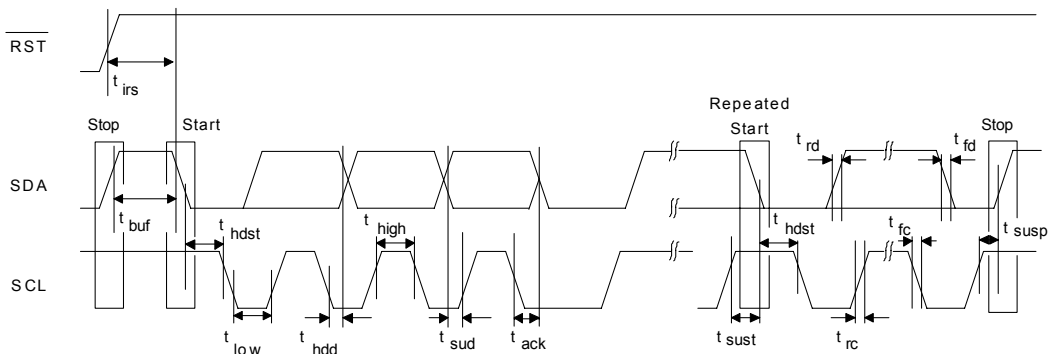 RST
t irs
Repeated
Stop
Start
Start
Stop
t rd
t fd
SDA
t buf
t hdst
t high
t hdst
t fc
t susp
SCL
t low
t hdd
t sud
t ack
t sust
t rc